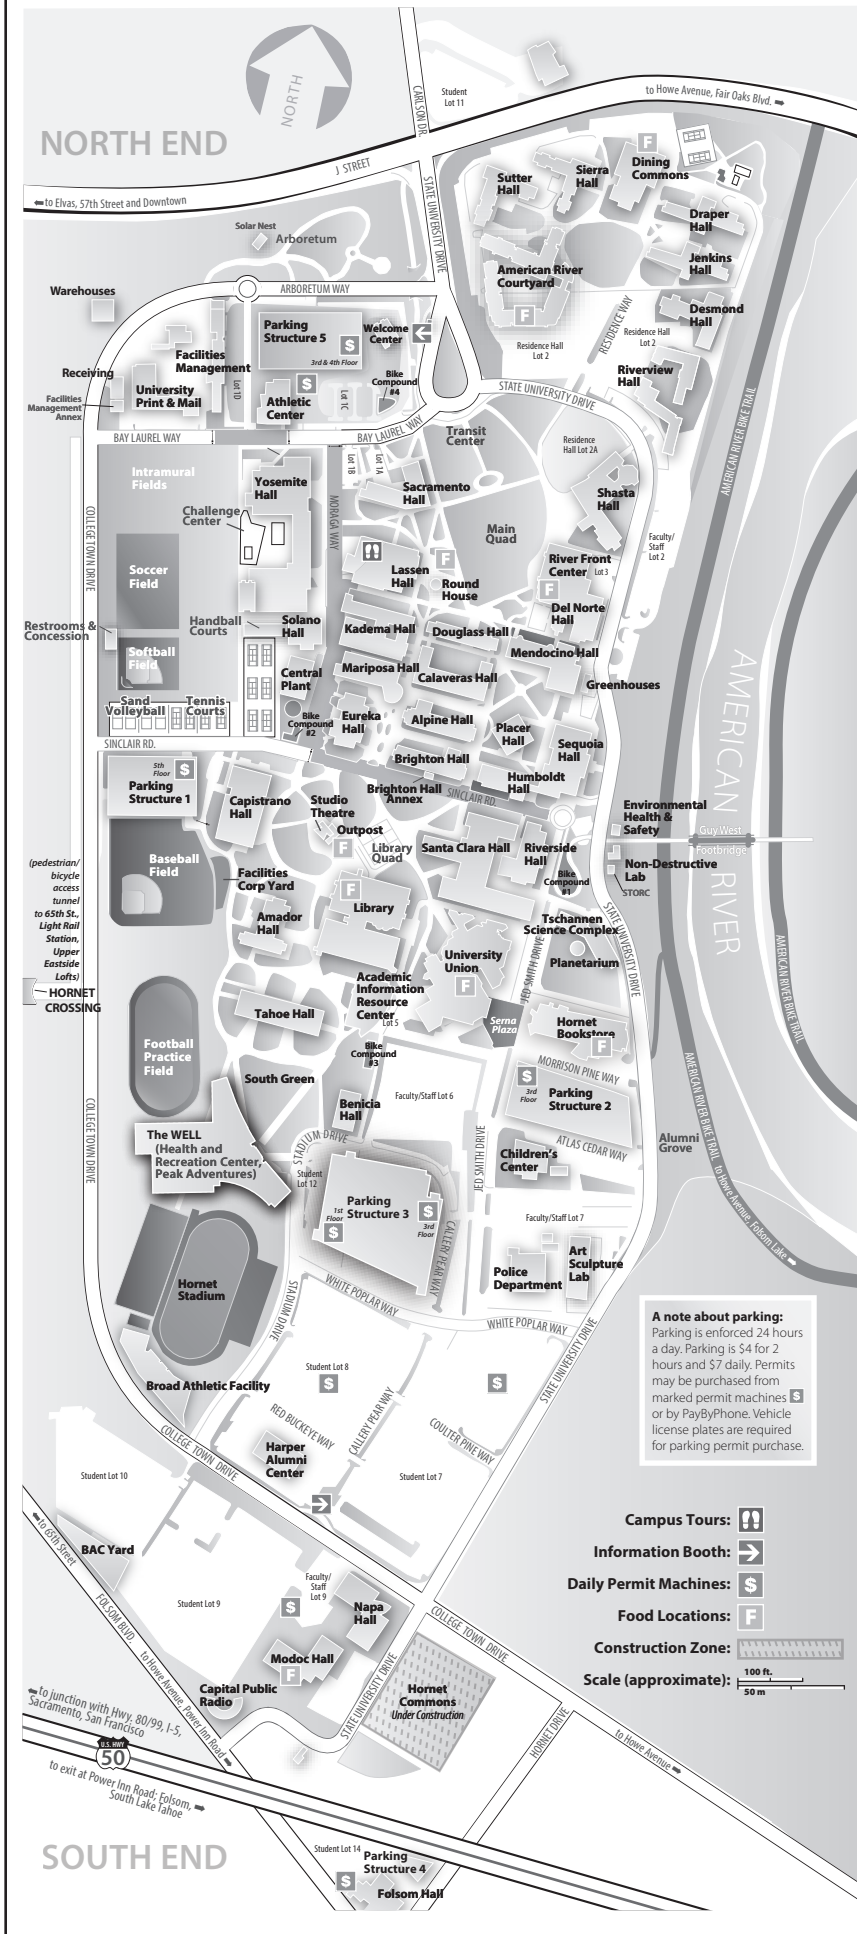 NORTH
NORTH END
Student
Lot 11
CARLSON DR.
to Howe Avenue, Fair Oaks Blvd.
J STREET
to Elvas, 57th Street and Downtown
STATE UNIVERSITY DRIVE
Sutter
Hall
Sierra
Hall
F
Dining
Commons
Draper
Hall
Jenkins
Hall
Desmond
Hall
American River
Courtyard
F
Residence Hall
Lot 2
RESIDENCE WAY
Residence Hall
Lot 2
Riverview
Hall
Solar Nest
Arboretum
Warehouses
ARBORETUM WAY
Parking
Structure 5
$
3rd & 4th Floor
Welcome
Center
Facilities
Management
Receiving
University
Print & Mail
Facilities
Management
Annex
Lot 1D
$
Athletic
Center
Lot 1C
Bike
Compound
#4
BAY LAUREL WAY
BAY LAUREL WAY
STATE UNIVERSITY DRIVE
AMERICAN RIVER BIKE TRAIL
Transit
Center
Residence
Hall Lot 2A
Intramural
Fields
Yosemite
Hall
Lot 1B
Lot 1A
Sacramento
Hall
Shasta
Hall
COLLEGE TOWN DRIVE
Challenge
Center
MORAGA WAY
Main
Quad
Faculty/
Staff
Lot 2
Soccer
Field
Lassen
Hall
F
Round
House
River Front
Center
Lot 3
F
Del Norte
Hall
Restrooms &
Concession
Handball
Courts
Solano
Hall
Kadema Hall
Douglass Hall
Mendocino Hall
Softball
Field
Central
Plant
Mariposa Hall
Calaveras Hall
Greenhouses
AMERICAN RIVER
Sand
Volleyball
Tennis
Courts
Bike
Compound
#2
Eureka
Hall
Alpine Hall
Placer
Hall
Sequoia
Hall
SINCLAIR RD.
Brighton Hall
Humboldt
Hall
Brighton Hall
Annex
SINCLAIR RD.
5th
Floor
$
Parking
Structure 1
Capistrano
Hall
Studio
Theatre
Outpost
F
Library
Quad
Santa Clara Hall
Riverside
Hall
Bike
Compound
#1
Environmental
Health &
Safety
Guy West
Footbridge
Non-Destructive
Lab
STORC
(pedestrian/
bicycle
access
tunnel
to 65th St.,
Light Rail
Station,
Upper
Eastside
Lofts)
HORNET
CROSSING
Baseball
Field
Facilities
Corp Yard
F
Library
Amador
Hall
Tschannen
Science Complex
Planetarium
University
Union
F
JED SMITH DRIVE
STATE UNIVERSITY DRIVE
AMERICAN RIVER BIKE TRAIL
Academic
Information
Resource
Center
Lot 5
Tahoe Hall
Serna
Plaza
Hornet
Bookstore
F
Football
Practice
Field
Bike
Compound
#3
South Green
Faculty/Staff Lot 6
MORRISON PINE WAY
$
3rd
Floor
Parking
Structure 2
Benicia
Hall
COLLEGE TOWN DRIVE
The WELL
(Health and
Recreation Center,
Peak Adventures)
STADIUM DRIVE
Student
Lot 12
JED SMITH DRIVE
ATLAS CEDAR WAY
Children's
Center
Alumni
Grove
AMERICAN RIVER BIKE TRAIL
to Howe Avenue, Folsom Lake
Parking
Structure 3
1st
Floor
$
$
3rd
Floor
CALLERY PEAR WAY
Faculty/Staff Lot 7
Hornet
Stadium
Police
Department
Art
Sculpture
Lab
STADIUM DRIVE
WHITE POPLAR WAY
WHITE POPLAR WAY
STATE UNIVERSITY DRIVE
A note about parking:
Parking is enforced 24 hours
a day. Parking is $4 for 2
hours and $7 daily. Permits
may be purchased from
marked permit machines $
or by PayByPhone. Vehicle
license plates are required
for parking permit purchase.
Student Lot 8
$
$
Broad Athletic Facility
RED BUCKEYE WAY
CALLERY PEAR WAY
COULTER PINE WAY
COLLEGE TOWN DRIVE
Harper
Alumni
Center
Student Lot 10
Student Lot 7
to 65th Street
BAC Yard
FOLSOM BLVD.
to Howe Avenue, Power Inn Road
Student Lot 9
Faculty/
Staff
Lot 9
$
Napa
Hall
COLLEGE TOWN DRIVE
Modoc Hall
F
Capital Public
Radio
STATE UNIVERSITY DRIVE
Hornet
Commons
Under Construction
HORNET DRIVE
to Howe Avenue
Campus Tours:
Information Booth:
Daily Permit Machines: $
Food Locations: F
Construction Zone:
Scale (approximate):
100 ft.
50 m
to junction with Hwy. 80/99, I-5,
Sacramento, San Francisco
U.S. HWY
50
to exit at Power Inn Road; Folsom,
South Lake Tahoe
SOUTH END
Student Lot 14
Parking
Structure 4
$
Folsom Hall